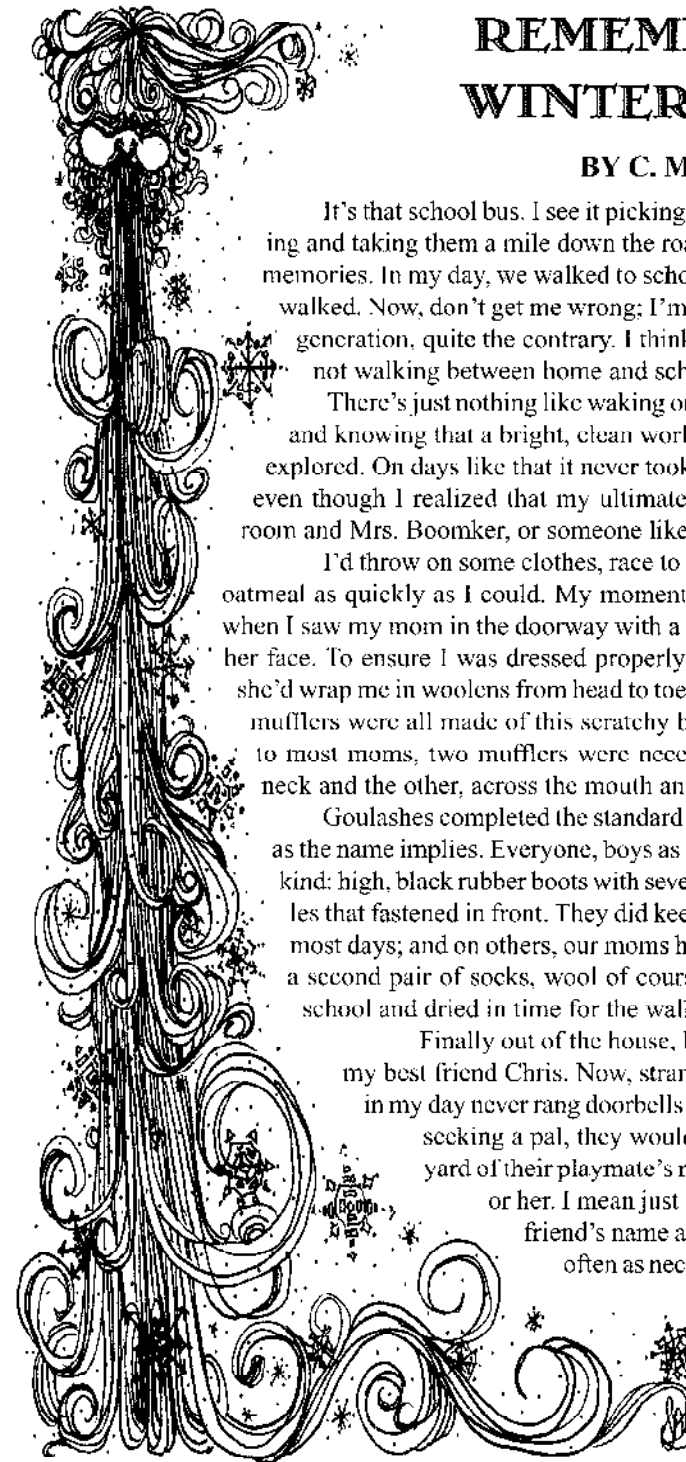 REMEM
WINTER
BY C. M
It's that school bus. I see it picking
ing and taking them a mile down the roa
memories. In my day, we walked to scho
walked. Now, don't get me wrong; I'm
generation, quite the contrary. I think
not walking between home and sch
There's just nothing like waking or
and knowing that a bright, clean worl
explored. On days like that it never took
even though I realized that my ultimate
room and Mrs. Boomker, or someone like
I'd throw on some clothes, race to
oatmeal as quickly as I could. My moment
when I saw my mom in the doorway with a
her face. To ensure I was dressed properly
she'd wrap me in woolens from head to toe
mufflers were all made of this scratchy b
to most moms, two mufflers were nece
neck and the other, across the mouth an
Goulashes completed the standard
as the name implies. Everyone, boys as
kind: high, black rubber boots with seve
les that fastened in front. They did kee
most days; and on others, our moms h
a second pair of socks, wool of cours
school and dried in time for the wal
Finally out of the house, I
my best friend Chris. Now, stran
in my day never rang doorbells
seeking a pal, they would
yard of their playmate's r
or her. I mean just
friend's name a
often as nec